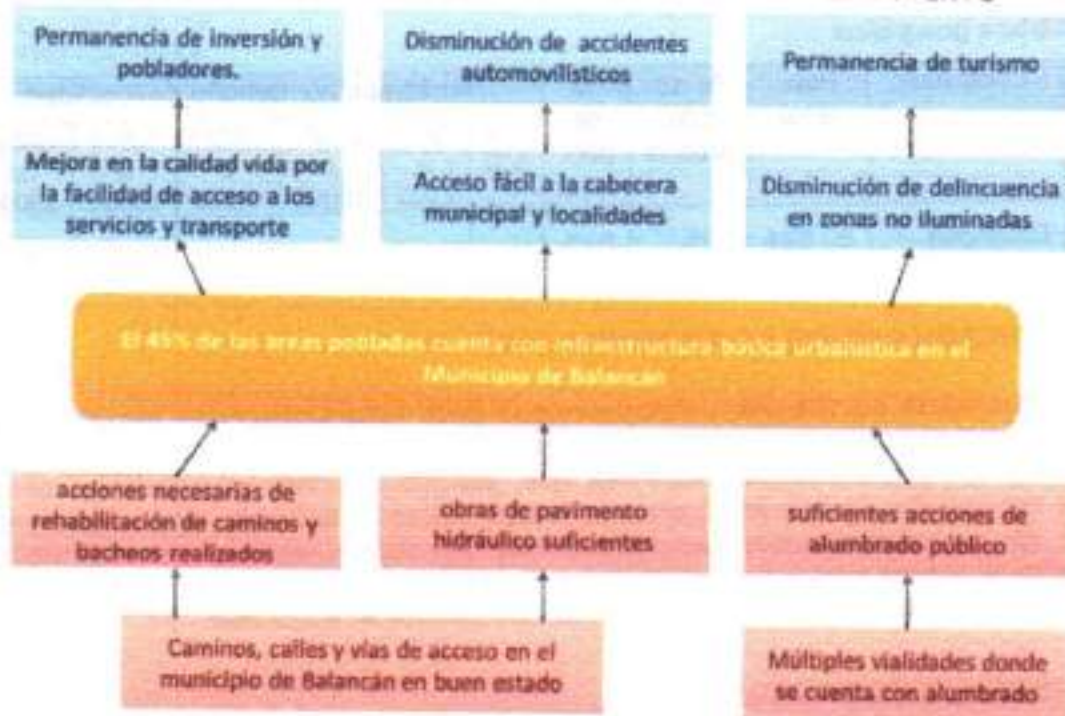 Permanencia de inversión y
pobladores.
Disminución de accidentes
automovilísticos
Permanencia de turismo
Mejora en la calidad vida por
la facilidad de acceso a los
servicios y transporte
Acceso fácil a la cabecera
municipal y localidades
Disminución de delincuencia
en zonas no iluminadas
El 45% de las areas pobladas cuenta con infraestructura básica urbanística en el
Municipio de Balancán
acciones necesarias de
rehabilitación de caminos y
bacheos realizados
obras de pavimento
hidráulico suficientes
suficientes acciones de
alumbrado público
Caminos, calles y vías de acceso en el
municipio de Balancán en buen estado
Múltiples vialidades donde
se cuenta con alumbrado